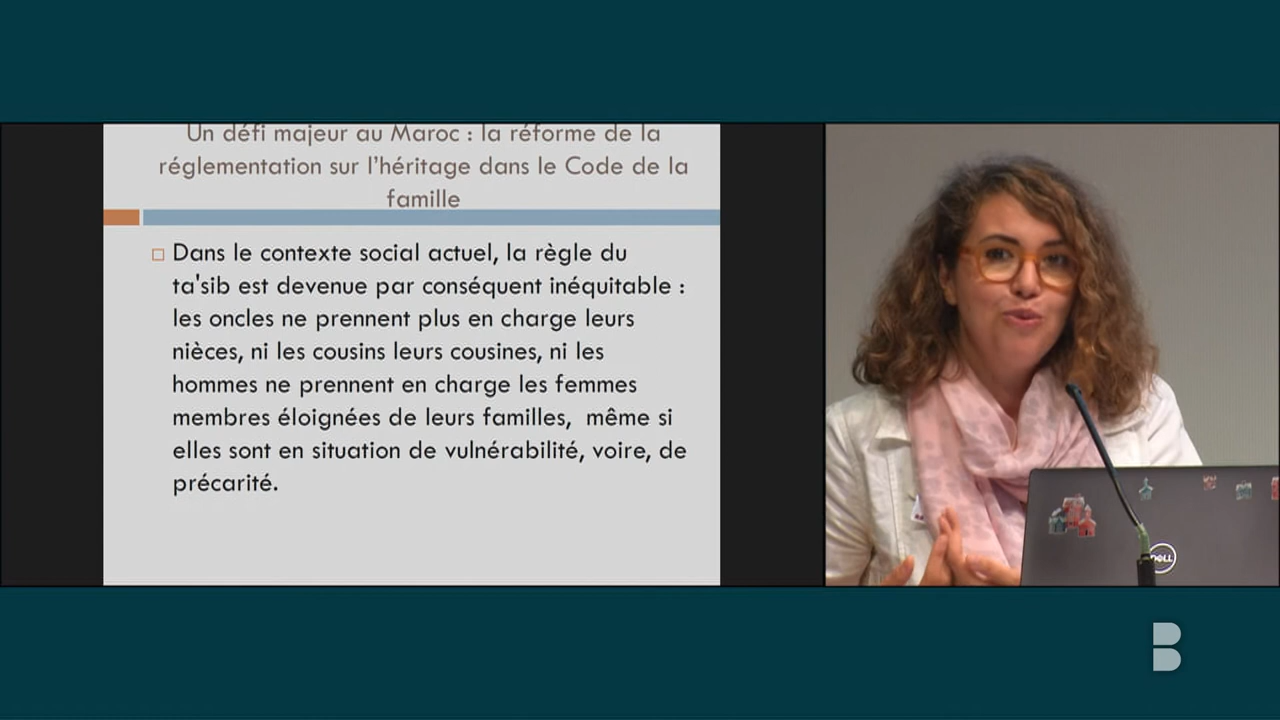 Un défi majeur au Maroc : la réforme de la
réglementation sur l'héritage dans le Code de la
famille
Dans le contexte social actuel, la règle du
ta'sib est devenue par conséquent inéquitable :
les oncles ne prennent plus en charge leurs
nièces, ni les cousins leurs cousines, ni les
hommes ne prennent en charge les femmes
membres éloignées de leurs familles, même si
elles sont en situation de vulnérabilité, voire, de
précarité.
DELL
B